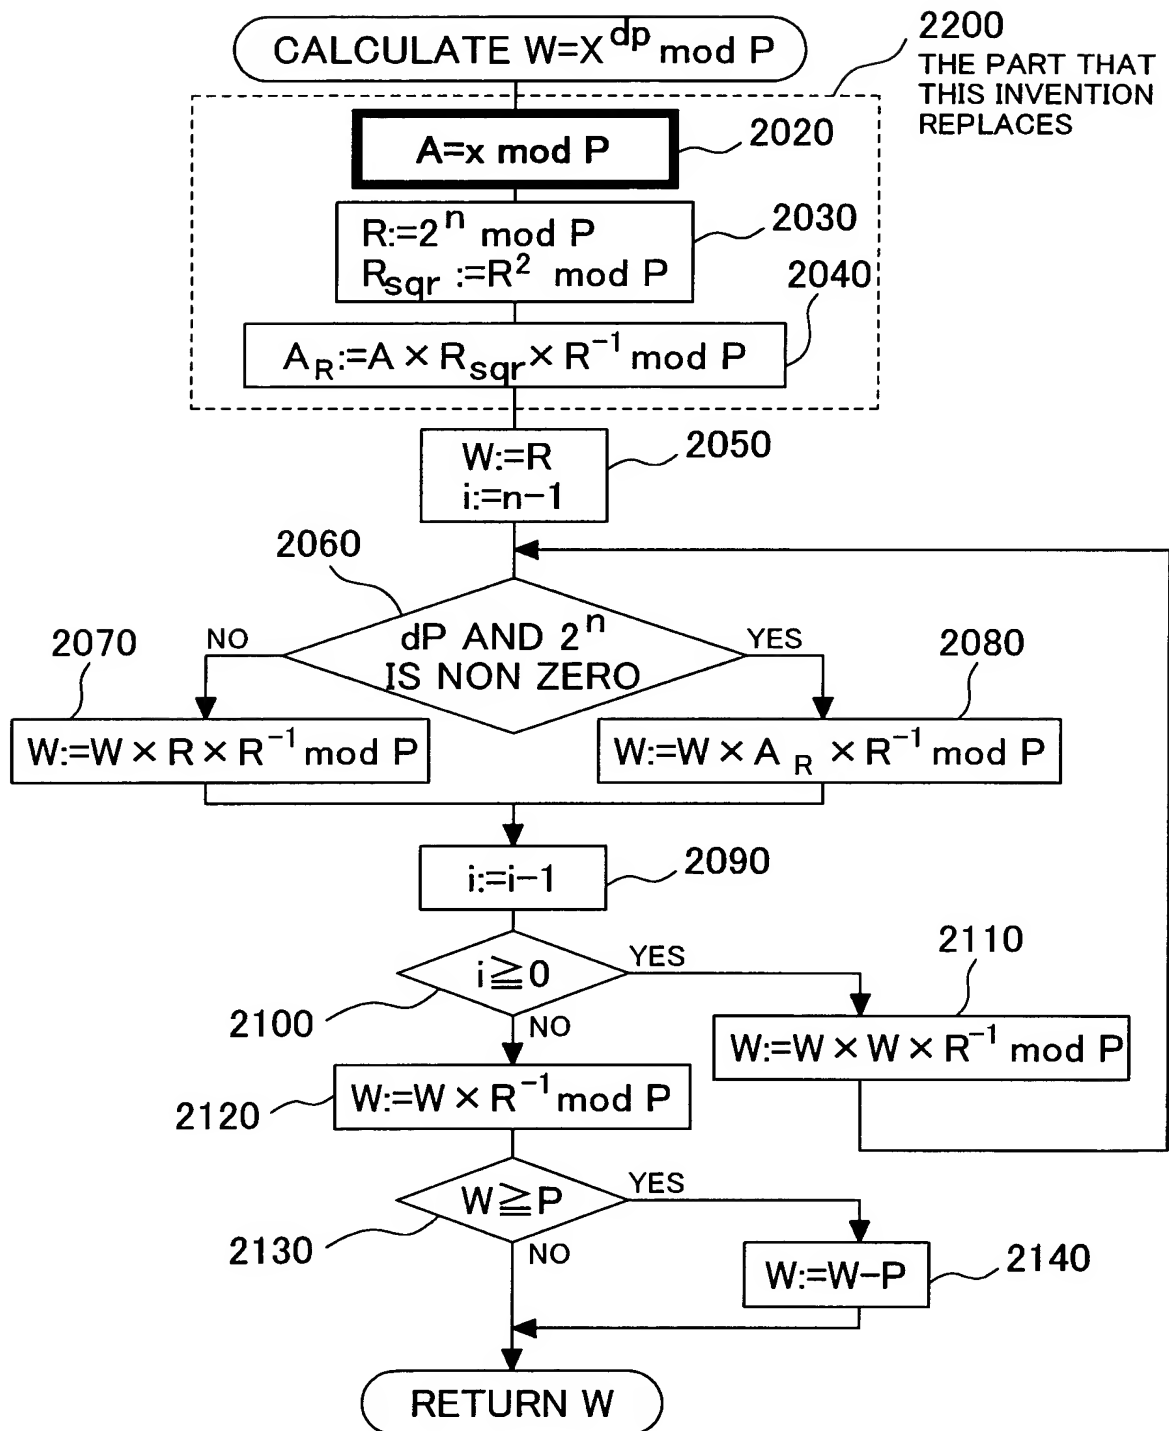 CALCULATE W=X^dp mod P
2200
THE PART THAT
THIS INVENTION
REPLACES
A=x mod P
2020
R:=2^n mod P
R_sqr :=R² mod P
2030
2040
A_R:=A × R_sqr × R⁻¹ mod P
W:=R
i:=n−1
2050
2060
dP AND 2^n
IS NON ZERO
NO
YES
2070
2080
W:=W × R × R⁻¹ mod P
W:=W × A_R × R⁻¹ mod P
i:=i−1
2090
i≧0
YES
2110
2100
NO
W:=W × W × R⁻¹ mod P
W:=W × R⁻¹ mod P
2120
W≧P
YES
2130
NO
W:=W−P
2140
RETURN W